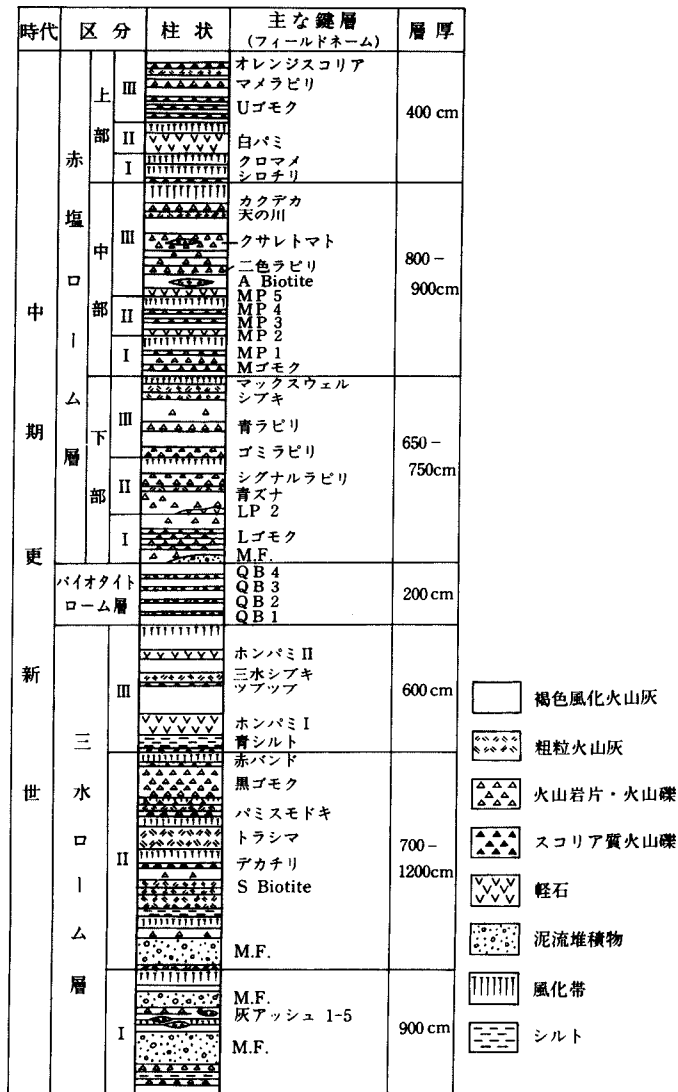 時代 区分 柱状 主な鍵層 層厚
(フィールドネーム)
中期更新世
赤塩ローム層
上部
III
オレンジスコリア
マメラピリ
Uゴモク
400cm
II
白パミ
I
クロマメ
シロチリ
中部
III
カクデカ
天の川
クサレトマト
二色ラピリ
A Biotite
MP 5
800-
900cm
II
MP 4
MP 3
MP 2
I
MP 1
Mゴモク
下部
III
マックスウェル
シブキ
青ラピリ
ゴミラピリ
650-
750cm
II
シグナルラピリ
青ズナ
LP 2
I
Lゴモク
M.F.
バイオタイト
ローム層
QB 4
QB 3
QB 2
QB 1
200cm
三水ローム層
III
ホンパミII
三水シブキ
ツブツブ
ホンパミI
青シルト
600cm
II
赤バンド
黒ゴモク
パミスモドキ
トラシマ
デカチリ
S Biotite
M.F.
700-
1200cm
I
M.F.
灰アッシュ 1-5
M.F.
900cm
褐色風化火山灰
粗粒火山灰
火山岩片・火山礫
スコリア質火山礫
軽石
泥流堆積物
風化帯
シルト